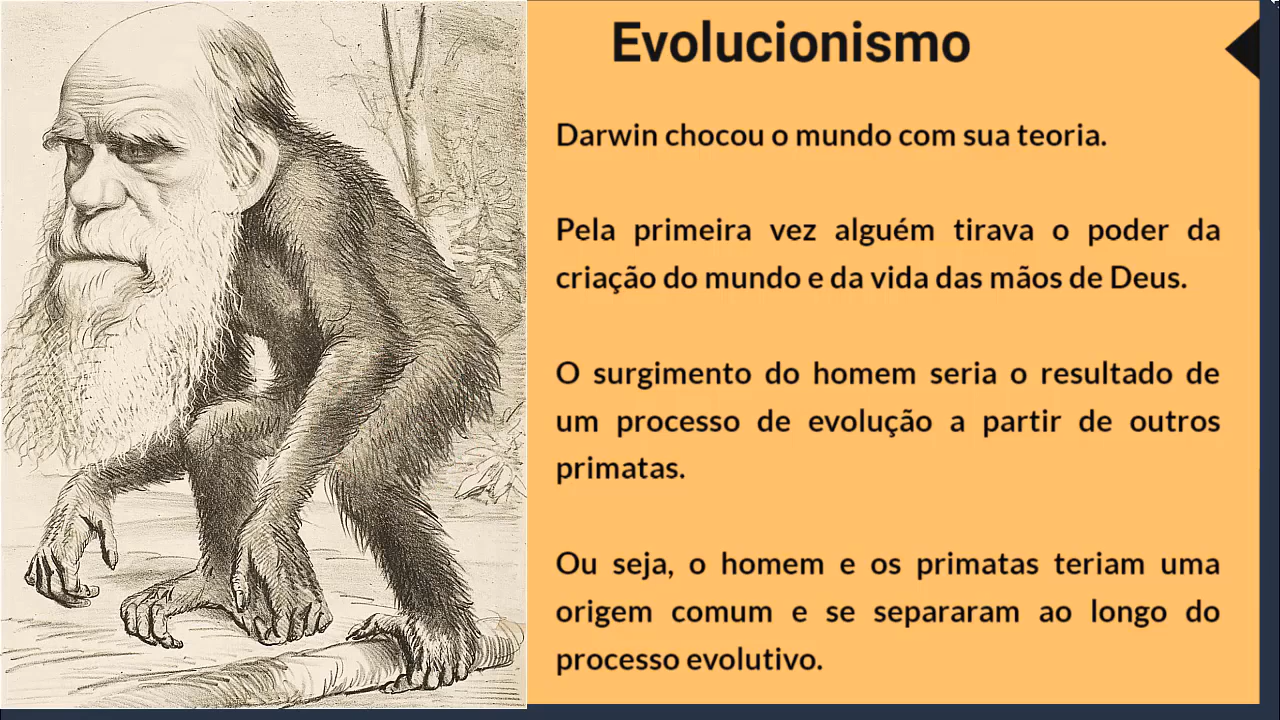 Evolucionismo
Darwin chocou o mundo com sua teoria.
Pela primeira vez alguém tirava o poder da
criação do mundo e da vida das mãos de Deus.
O surgimento do homem seria o resultado de
um processo de evolução a partir de outros
primatas.
Ou seja, o homem e os primatas teriam uma
origem comum e se separaram ao longo do
processo evolutivo.